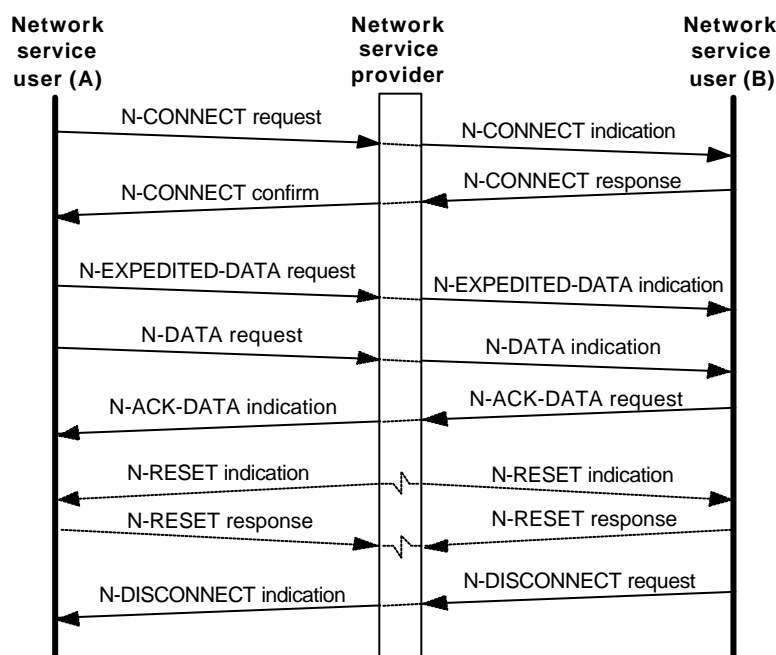 Network
service
user (A)
Network
service
provider
Network
service
user (B)
N-CONNECT request
N-CONNECT indication
N-CONNECT response
N-CONNECT confirm
N-EXPEDITED-DATA request
N-EXPEDITED-DATA indication
N-DATA request
N-DATA indication
N-ACK-DATA request
N-ACK-DATA indication
N-RESET indication
N-RESET indication
N-RESET response
N-RESET response
N-DISCONNECT request
N-DISCONNECT indication